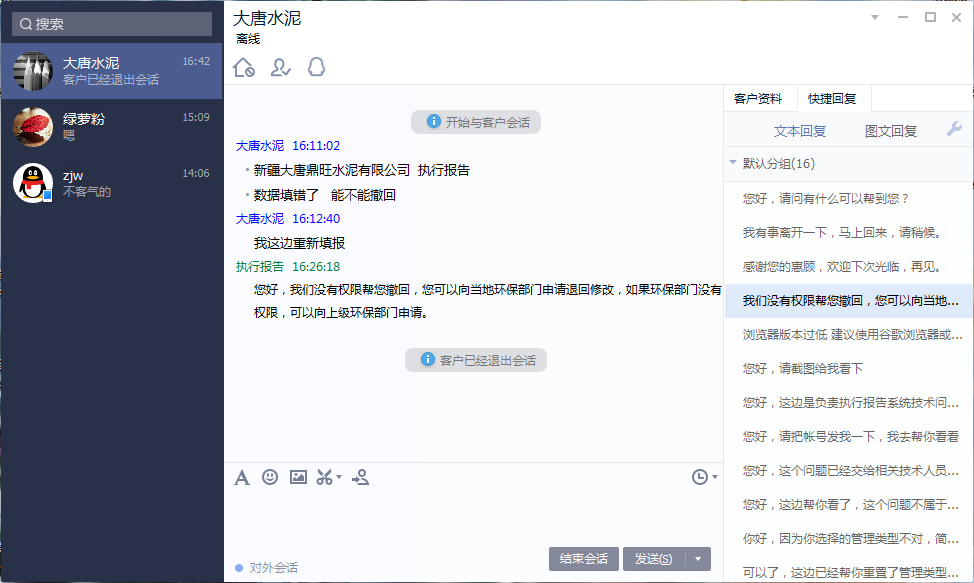 搜索
大唐水泥
16:42
客户已经退出会话
绿萝粉
15:09
嗯
zjw
14:06
不客气的
大唐水泥
离线
开始与客户会话
大唐水泥 16:11:02
·新疆大唐鼎旺水泥有限公司 执行报告
·数据填错了 能不能撤回
大唐水泥 16:12:40
我这边重新填报
执行报告 16:26:18
您好，我们没有权限帮您撤回，您可以向当地环保部门申请退回修改，如果环保部门没有
权限，可以向上级环保部门申请。
客户已经退出会话
对外会话
结束会话
发送(S)
客户资料 快捷回复
文本回复 图文回复
默认分组(16)
您好，请问有什么可以帮到您？
我有事离开一下，马上回来，请稍候。
感谢您的惠顾，欢迎下次光临，再见。
我们没有权限帮您撤回，您可以向当地...
浏览器版本过低 建议使用谷歌浏览器或...
您好，请截图给我看下
您好，这边是负责执行报告系统技术问...
您好，请把帐号发我一下，我去帮你看看
您好，这个问题已经交给相关技术人员...
您好，这边帮你看了，这个问题不属于...
你好，因为你选择的管理类型不对，简...
可以了，这边已经帮你重置了管理类型...